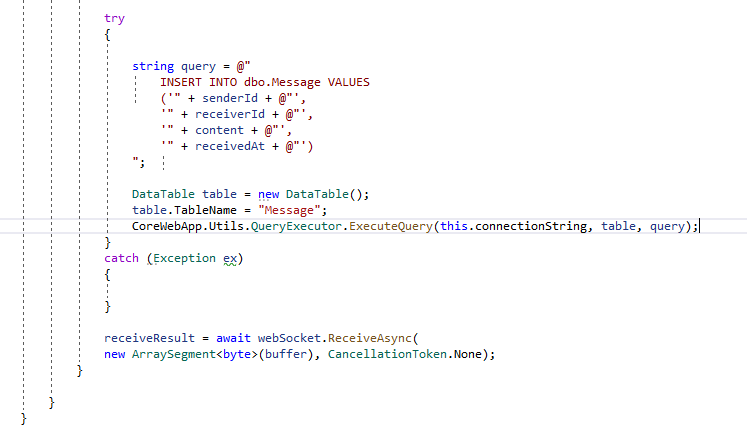 try
{
string query = @"
INSERT INTO dbo.Message VALUES
('" + senderId + @"',
'" + receiverId + @"',
'" + content + @"',
'" + receivedAt + @"')
";
DataTable table = new DataTable();
table.TableName = "Message";
CoreWebApp.Utils.QueryExecutor.ExecuteQuery(this.connectionString, table, query);
}
catch (Exception ex)
{
}
receiveResult = await webSocket.ReceiveAsync(
new ArraySegment<byte>(buffer), CancellationToken.None);
}
}
}